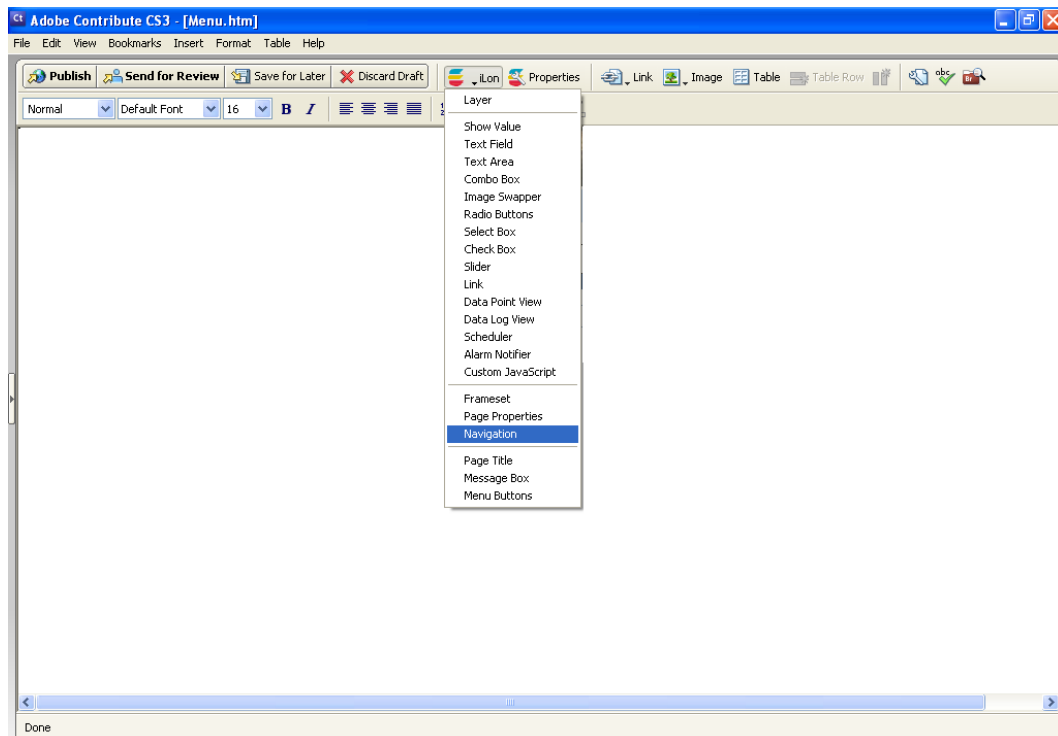 Ct Adobe Contribute CS3 - [Menu.htm]
File Edit View Bookmarks Insert Format Table Help
Publish Send for Review Save for Later Discard Draft iLon Properties Link Image Table Table Row abc Br
Normal Default Font 16 B I
Layer
Show Value
Text Field
Text Area
Combo Box
Image Swapper
Radio Buttons
Select Box
Check Box
Slider
Link
Data Point View
Data Log View
Scheduler
Alarm Notifier
Custom JavaScript
Frameset
Page Properties
Navigation
Page Title
Message Box
Menu Buttons
Done